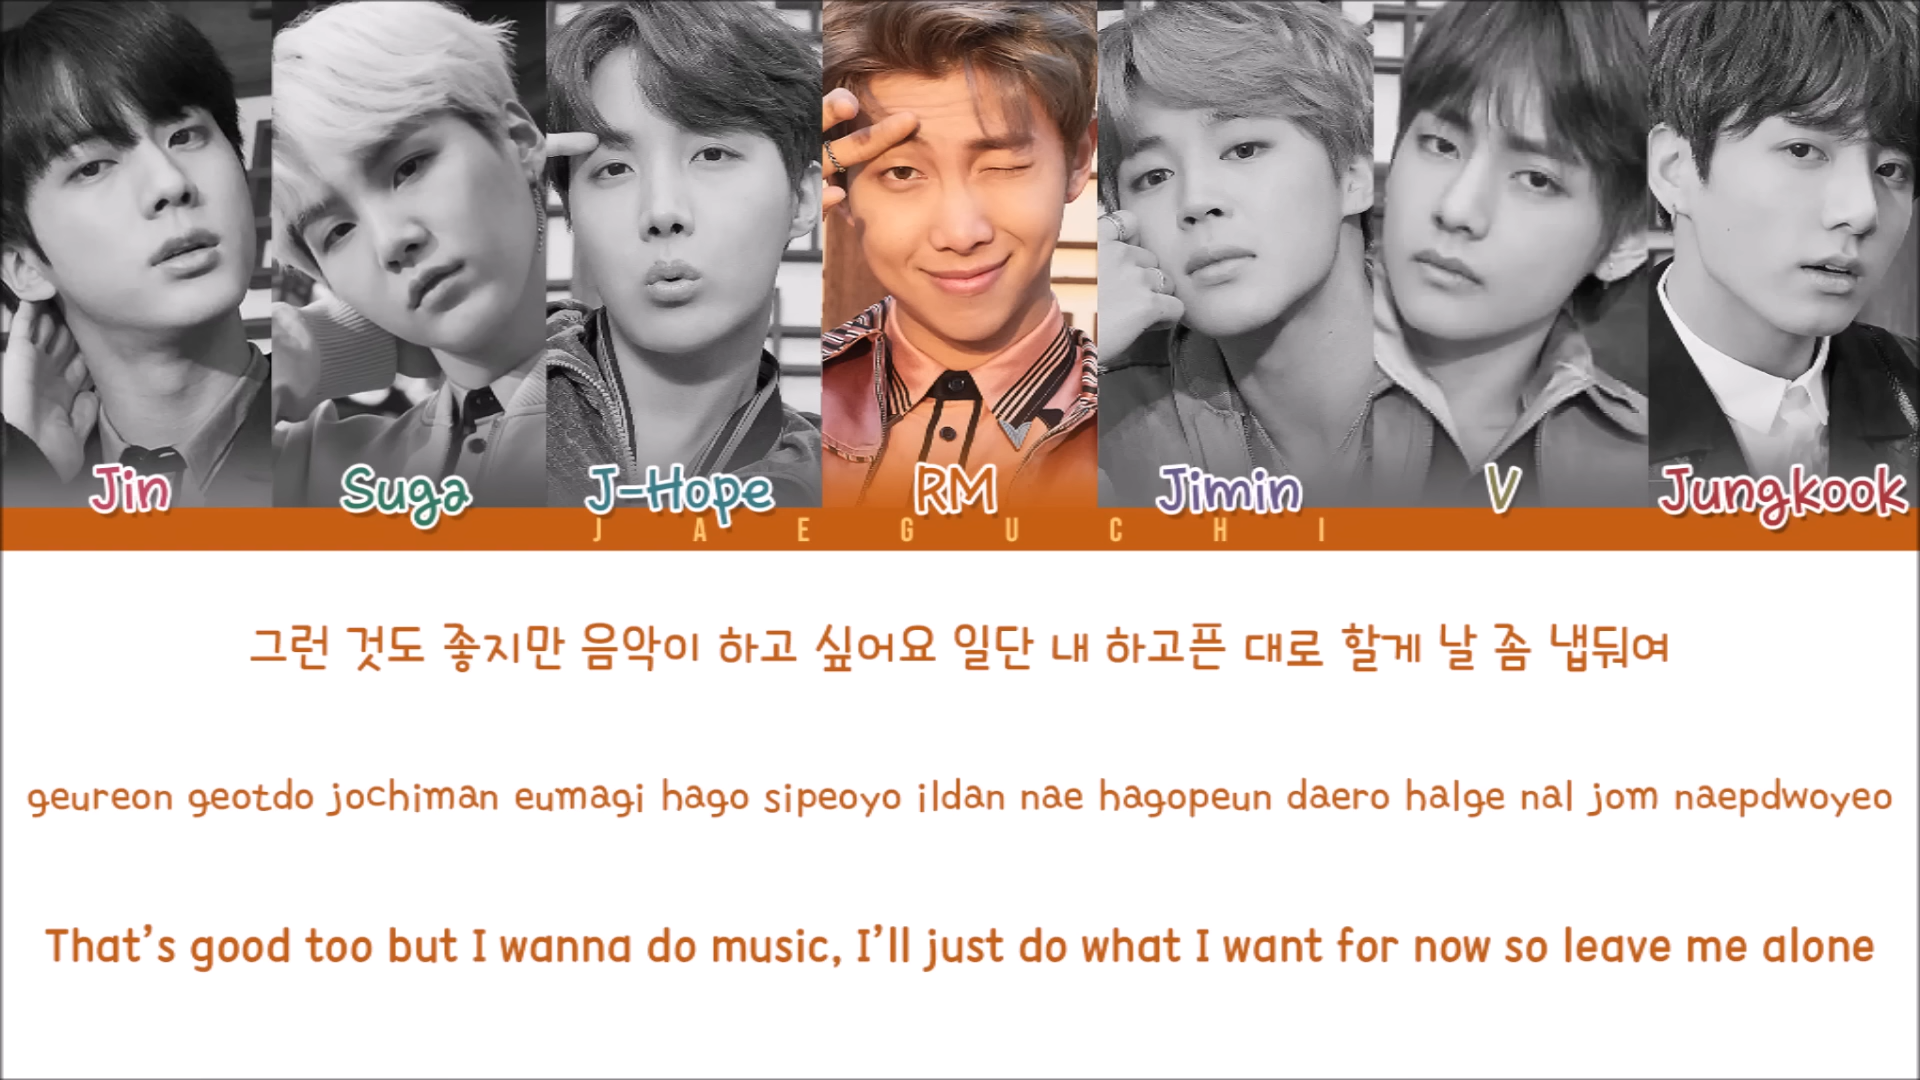 Jin Suga J-Hope RM Jimin V Jungkook
JAEGUCHI
그런 것도 좋지만 음악이 하고 싶어요 일단 내 하고픈 대로 할게 날 좀 냅둬여
geureon geotdo jochiman eumagi hago sipeoyo ildan nae hagopeun daero halge nal jom naepdwoyeo
That's good too but I wanna do music, I'll just do what I want for now so leave me alone